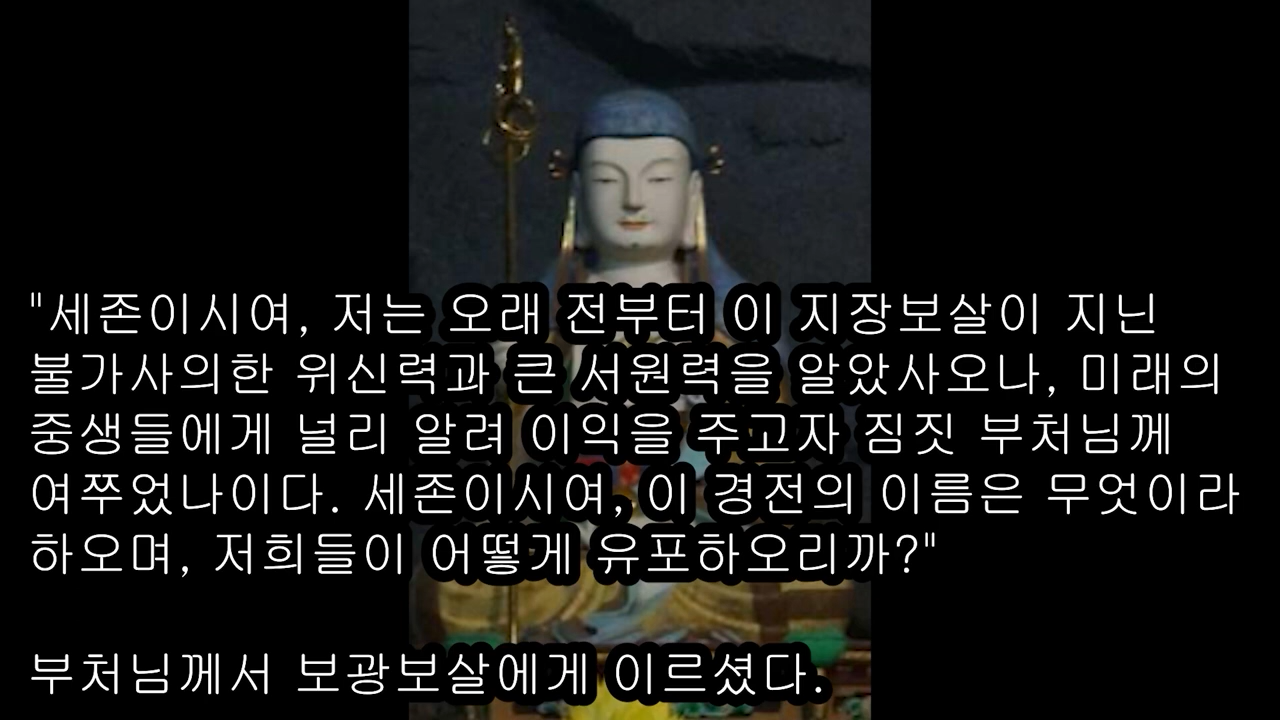 "세존이시여, 저는 오래 전부터 이 지장보살이 지닌
불가사의한 위신력과 큰 서원력을 알았사오나, 미래의
중생들에게 널리 알려 이익을 주고자 짐짓 부처님께
여쭈었나이다. 세존이시여, 이 경전의 이름은 무엇이라
하오며, 저희들이 어떻게 유포하오리까?"
부처님께서 보광보살에게 이르셨다.